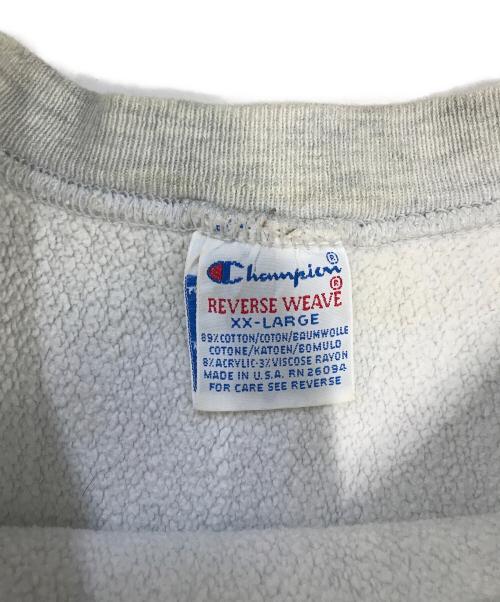 Champion®
REVERSE WEAVE®
XX-LARGE
89% COTTON/COTON/BAUMWOLLE
COTONE/KATOEN/BOMULD
8% ACRYLIC·3% VISCOSE RAYON
MADE IN U.S.A. RN 26094
FOR CARE SEE REVERSE